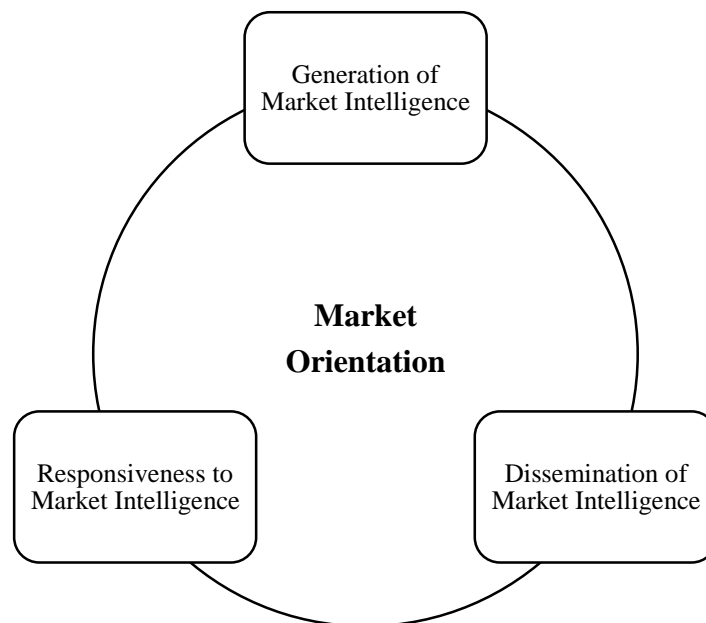 Generation of
Market Intelligence
Market
Orientation
Responsiveness to
Market Intelligence
Dissemination of
Market Intelligence